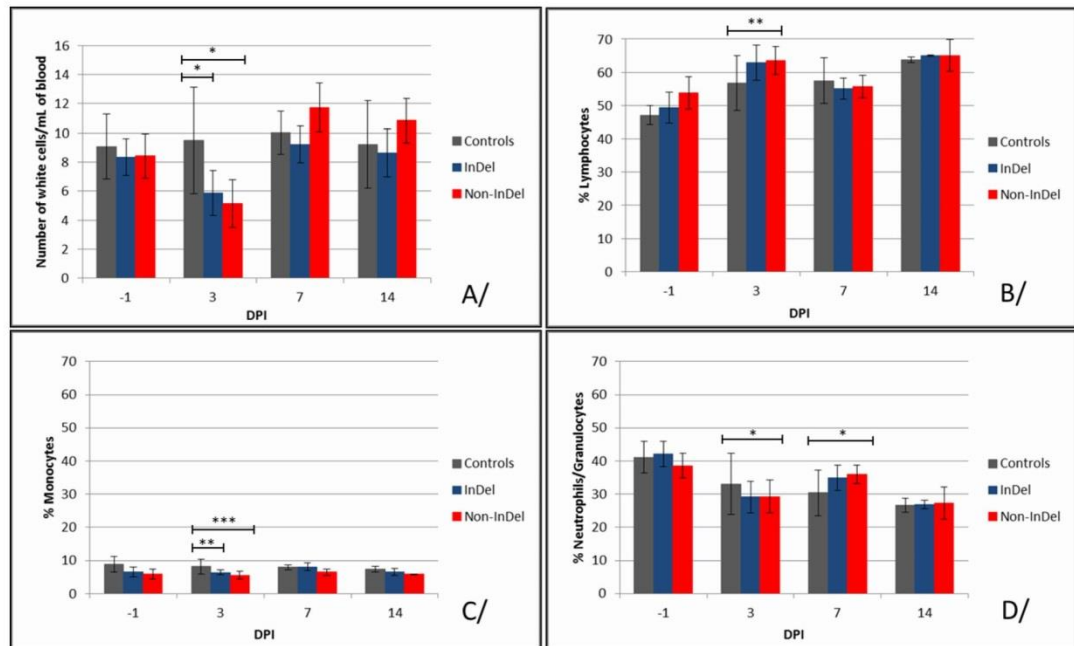 Number of white cells/mL of blood
16
14
12
10
8
6
4
2
0
*
*
-1 3 7 14
DPI
Controls
InDel
Non-InDel
A/
% Lymphocytes
70
60
50
40
30
20
10
0
**
-1 3 7 14
DPI
Controls
InDel
Non-InDel
B/
% Monocytes
70
60
50
40
30
20
10
0
***
**
-1 3 7 14
DPI
Controls
InDel
Non-InDel
C/
% Neutrophils/Granulocytes
70
60
50
40
30
20
10
0
* *
-1 3 7 14
DPI
Controls
InDel
Non-InDel
D/